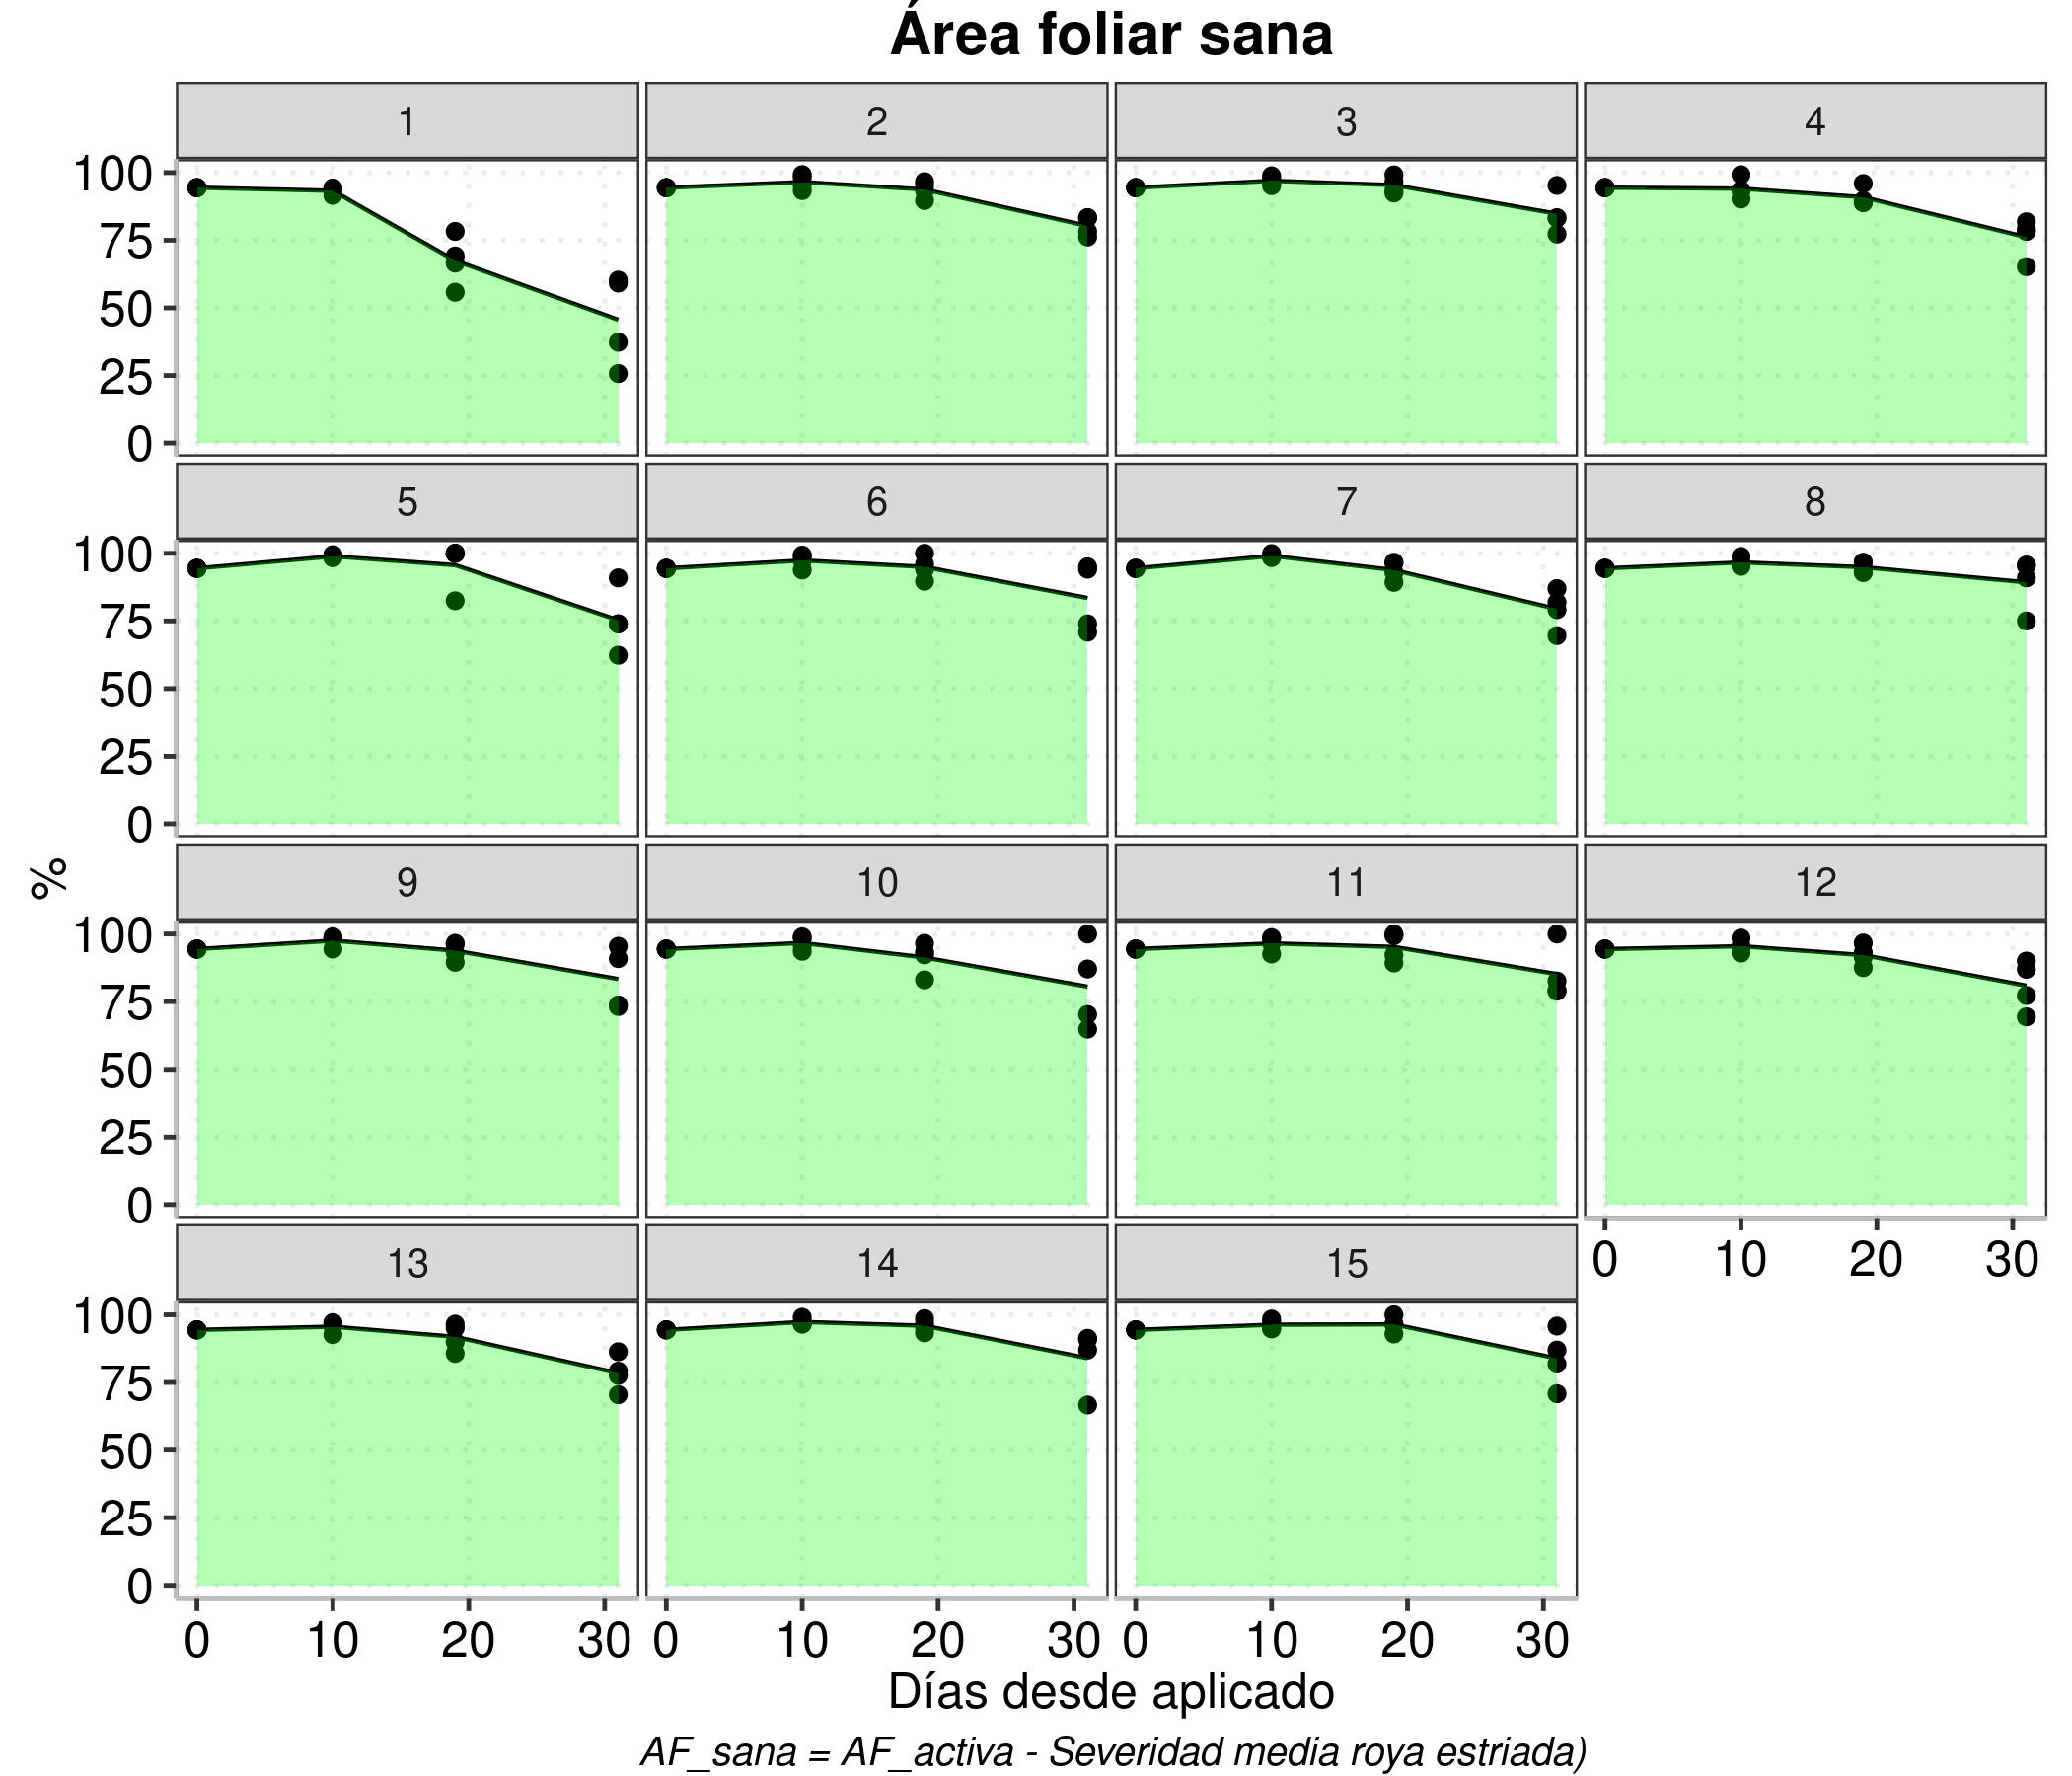 Área foliar sana
1 2 3 4
100
75
50
25
0
5 6 7 8
100
75
50
25
0
%
9 10 11 12
100
75
50
25
0
0 10 20 30
13 14 15
100
75
50
25
0
0 10 20 30 0 10 20 30 0 10 20 30
Días desde aplicado
AF_sana = AF_activa - Severidad media roya estriada)